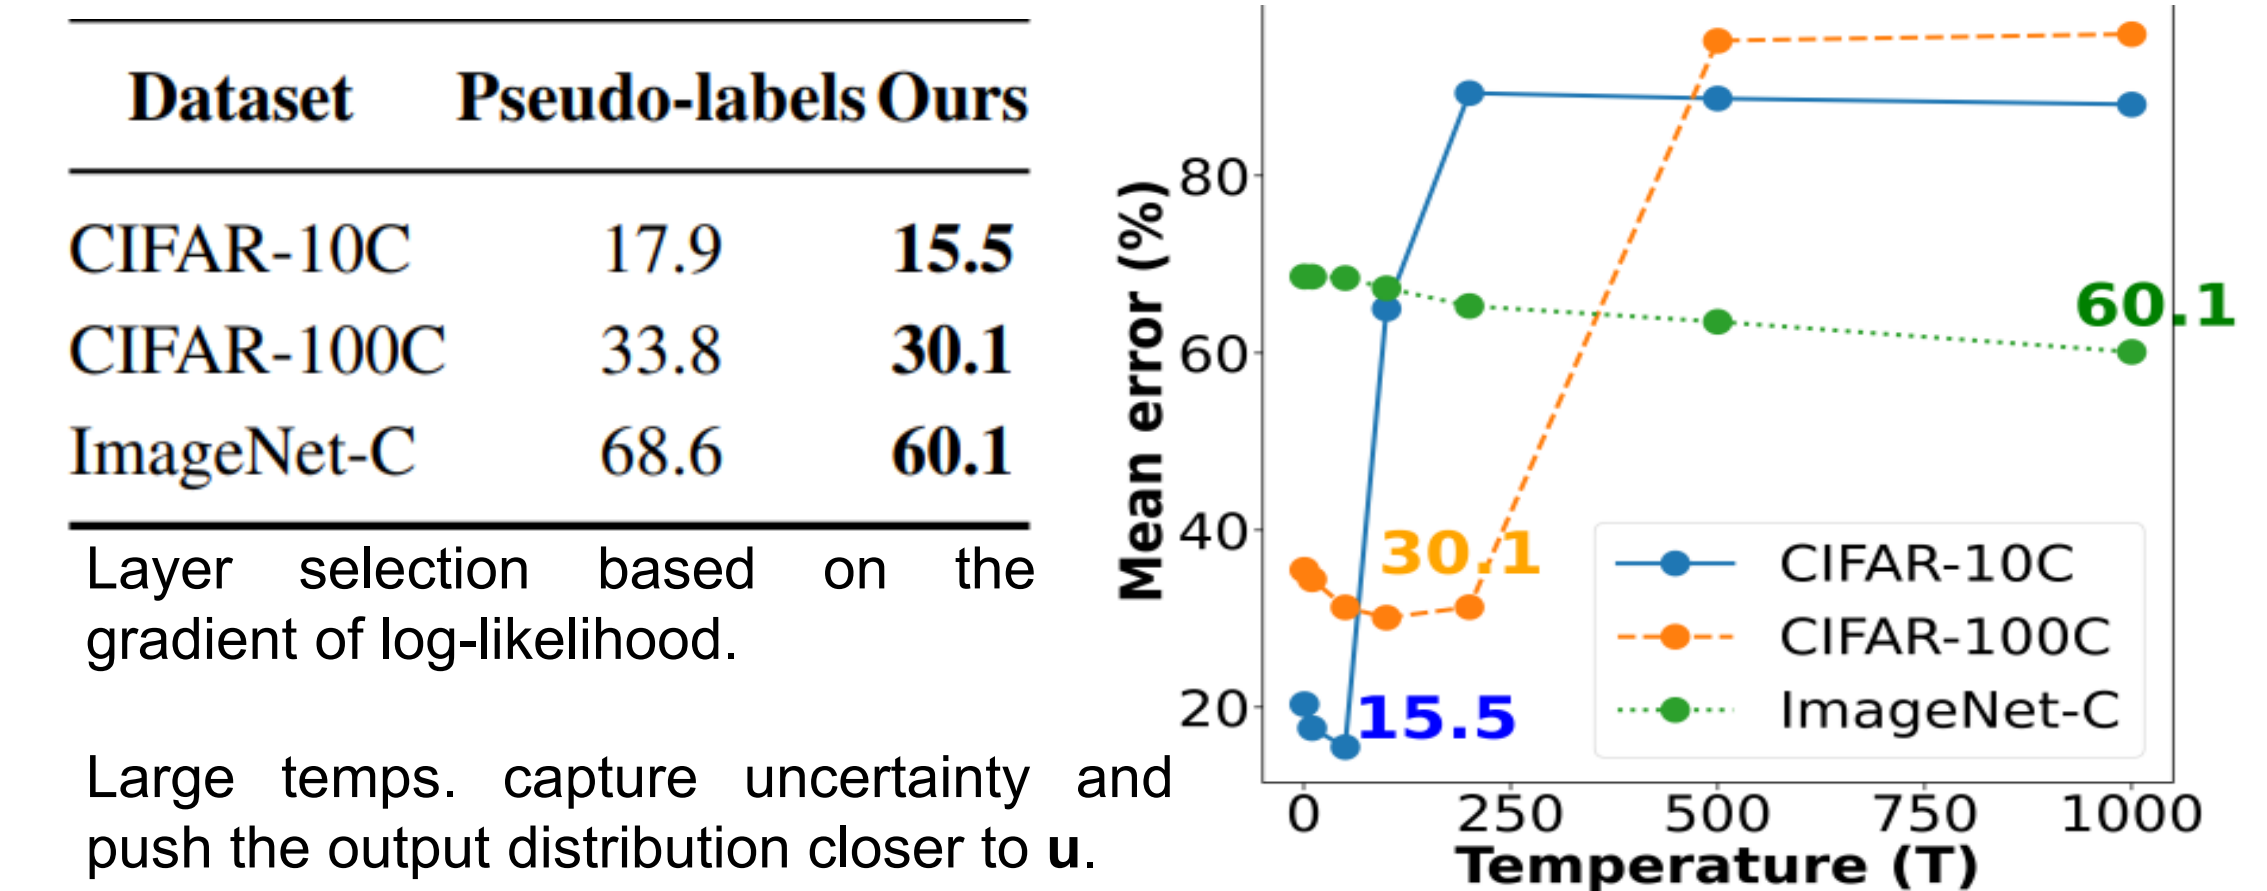 Dataset Pseudo-labels Ours
CIFAR-10C 17.9 15.5
CIFAR-100C 33.8 30.1
ImageNet-C 68.6 60.1
Layer selection based on the
gradient of log-likelihood.
Large temps. capture uncertainty and
push the output distribution closer to u.
Mean error (%)
80
60
40
20
60.1
30.1
15.5
CIFAR-10C
CIFAR-100C
ImageNet-C
0 250 500 750 1000
Temperature (T)